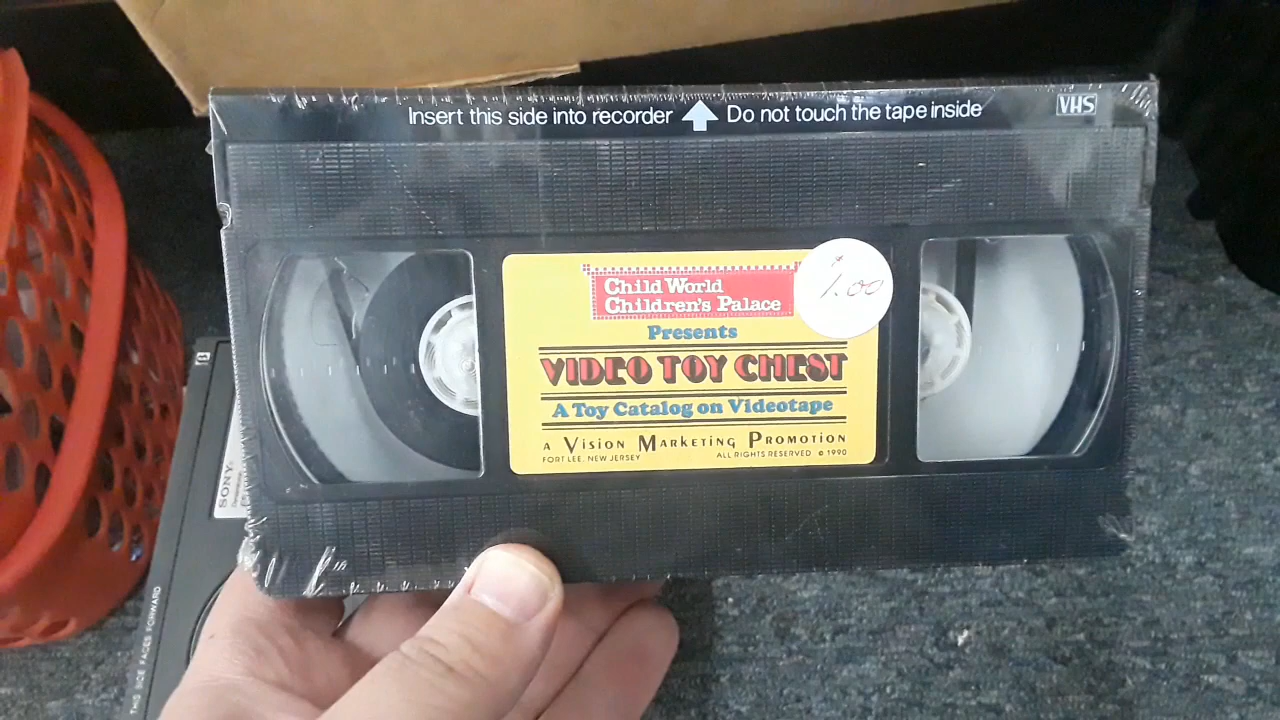 Insert this side into recorder Do not touch the tape inside
VHS
Child World
Children's Palace
$1.00
Presents
VIDEO TOY CHEST
A Toy Catalog on Videotape
A VISION MARKETING PROMOTION
FORT LEE, NEW JERSEY ALL RIGHTS RESERVED © 1990
SONY
THIS SIDE FACES FORWARD